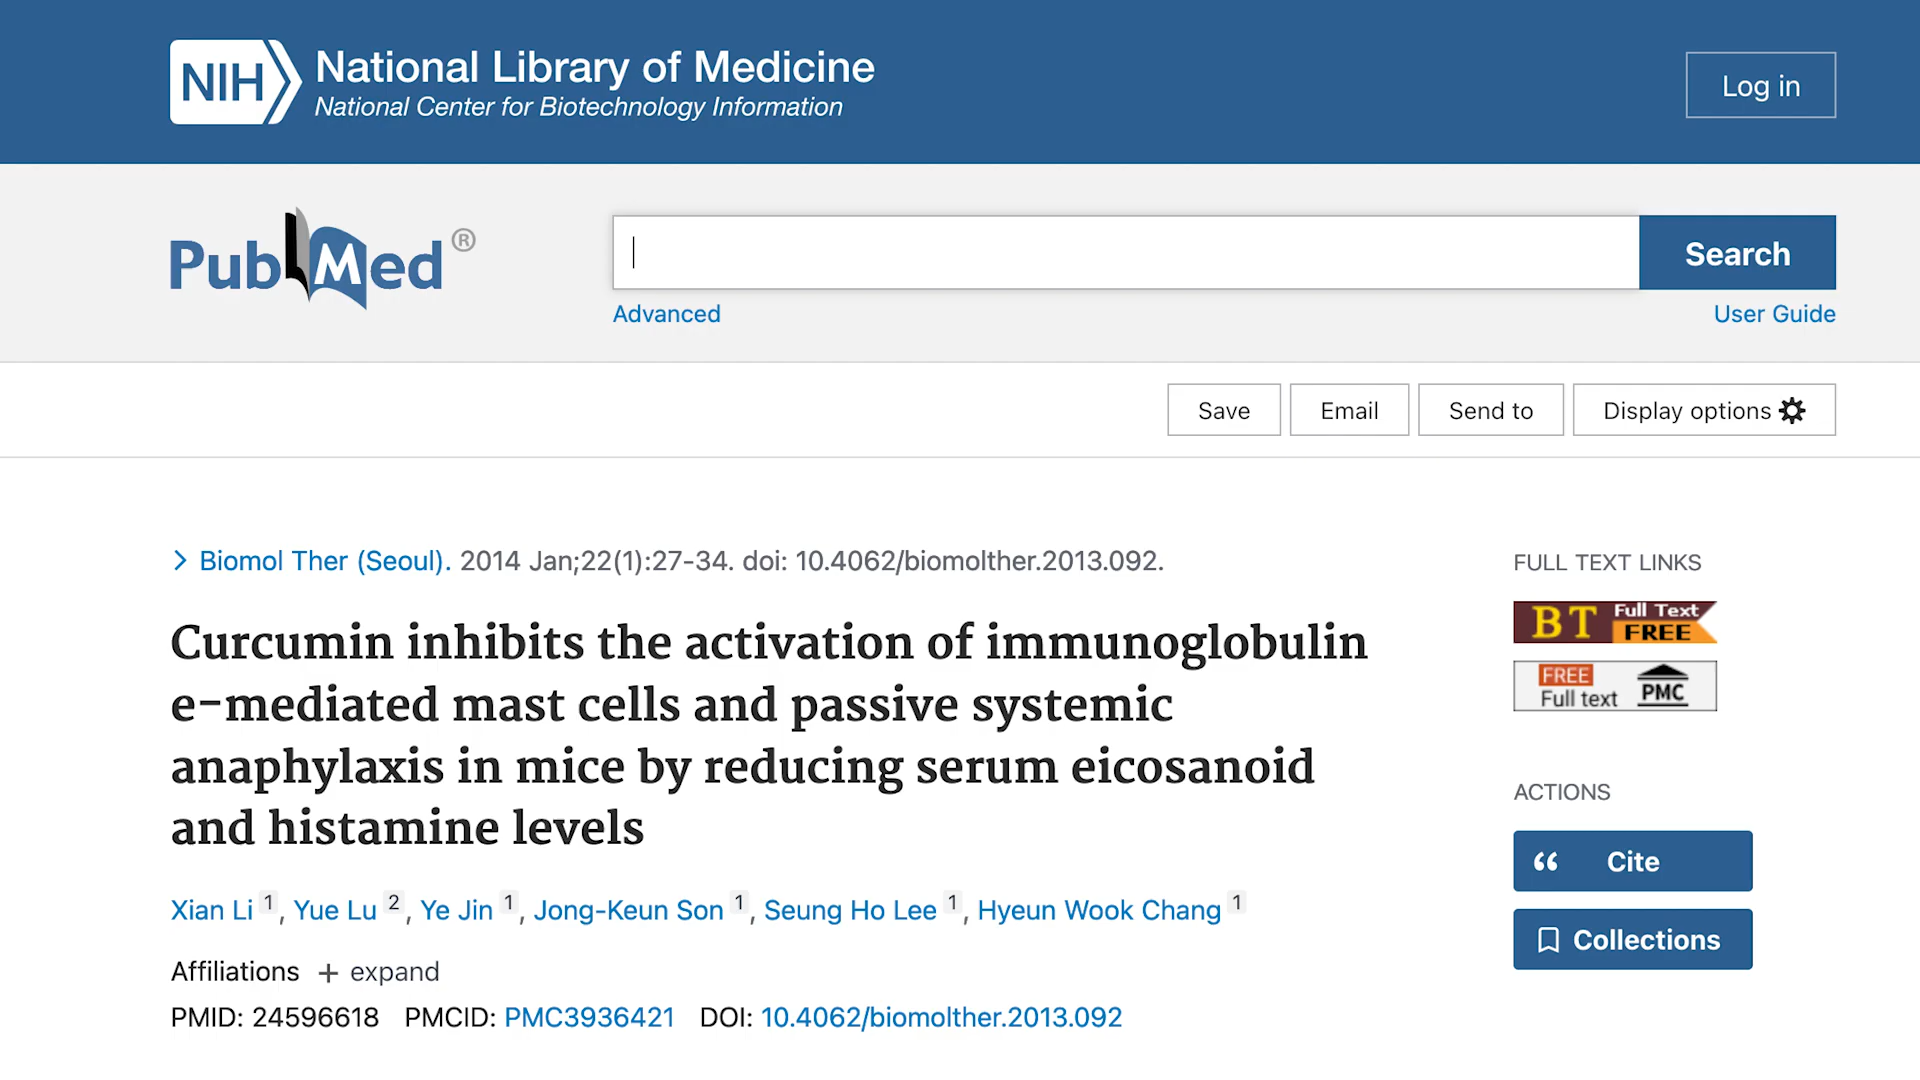 NIH National Library of Medicine
National Center for Biotechnology Information
Log in
PubMed®
Search
Advanced
User Guide
Save
Email
Send to
Display options
Biomol Ther (Seoul). 2014 Jan;22(1):27-34. doi: 10.4062/biomolther.2013.092.
Curcumin inhibits the activation of immunoglobulin
e-mediated mast cells and passive systemic
anaphylaxis in mice by reducing serum eicosanoid
and histamine levels
Xian Li 1, Yue Lu 2, Ye Jin 1, Jong-Keun Son 1, Seung Ho Lee 1, Hyeun Wook Chang 1
Affiliations + expand
PMID: 24596618 PMCID: PMC3936421 DOI: 10.4062/biomolther.2013.092
FULL TEXT LINKS
BT Full Text
FREE
FREE
Full text PMC
ACTIONS
Cite
Collections